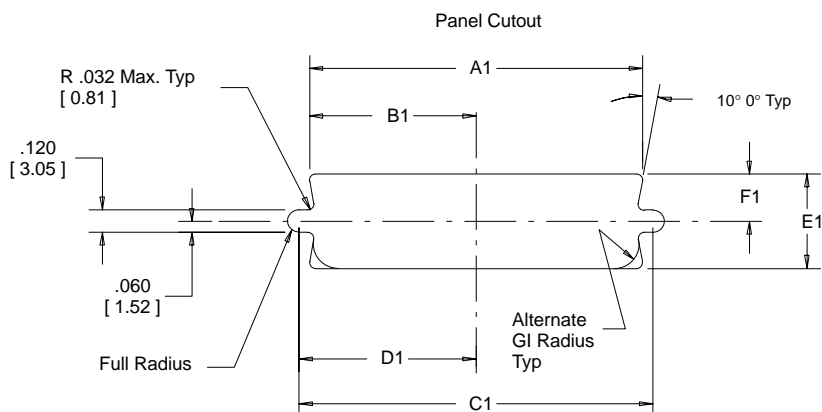 Panel Cutout
A1
R .032 Max. Typ
[ 0.81 ]
10° 0° Typ
B1
.120
[ 3.05 ]
F1
E1
.060
[ 1.52 ]
Alternate
GI Radius
Typ
Full Radius
D1
C1